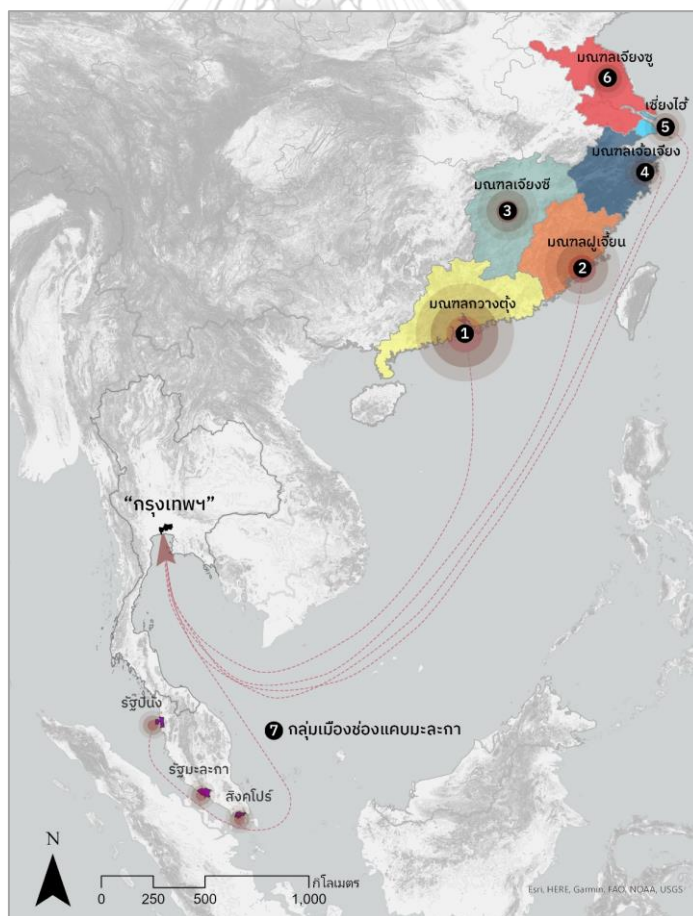 มณฑลเจียงซู
6
เซี่ยงไฮ้
5
มณฑลเจ้อเจียง
4
มณฑลเจียงซี
3
มณฑลฝูเจี้ยน
2
มณฑลกวางตุ้ง
1
“กรุงเทพฯ”
รัฐปีนัง
7 กลุ่มเมืองช่องแคบมะละกา
รัฐมะละกา
สิงคโปร์
N
กิโลเมตร
0 250 500 1,000
Esri, HERE, Garmin, FAO, NOAA, USGS